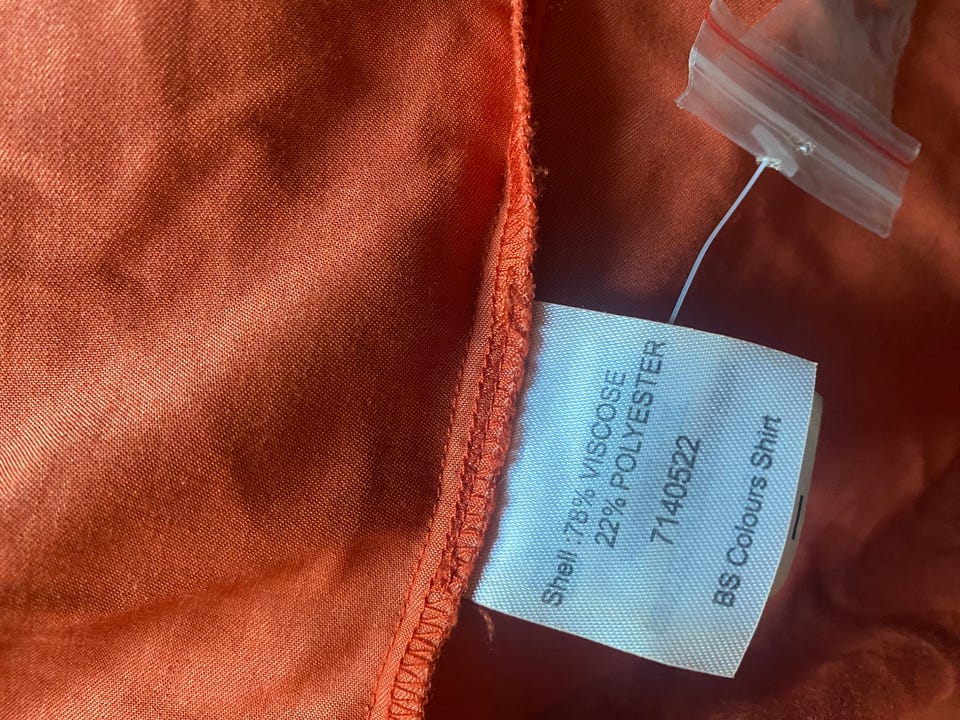 Shell :78% VISCOSE
22% POLYESTER
7140522
BS Colours Shirt